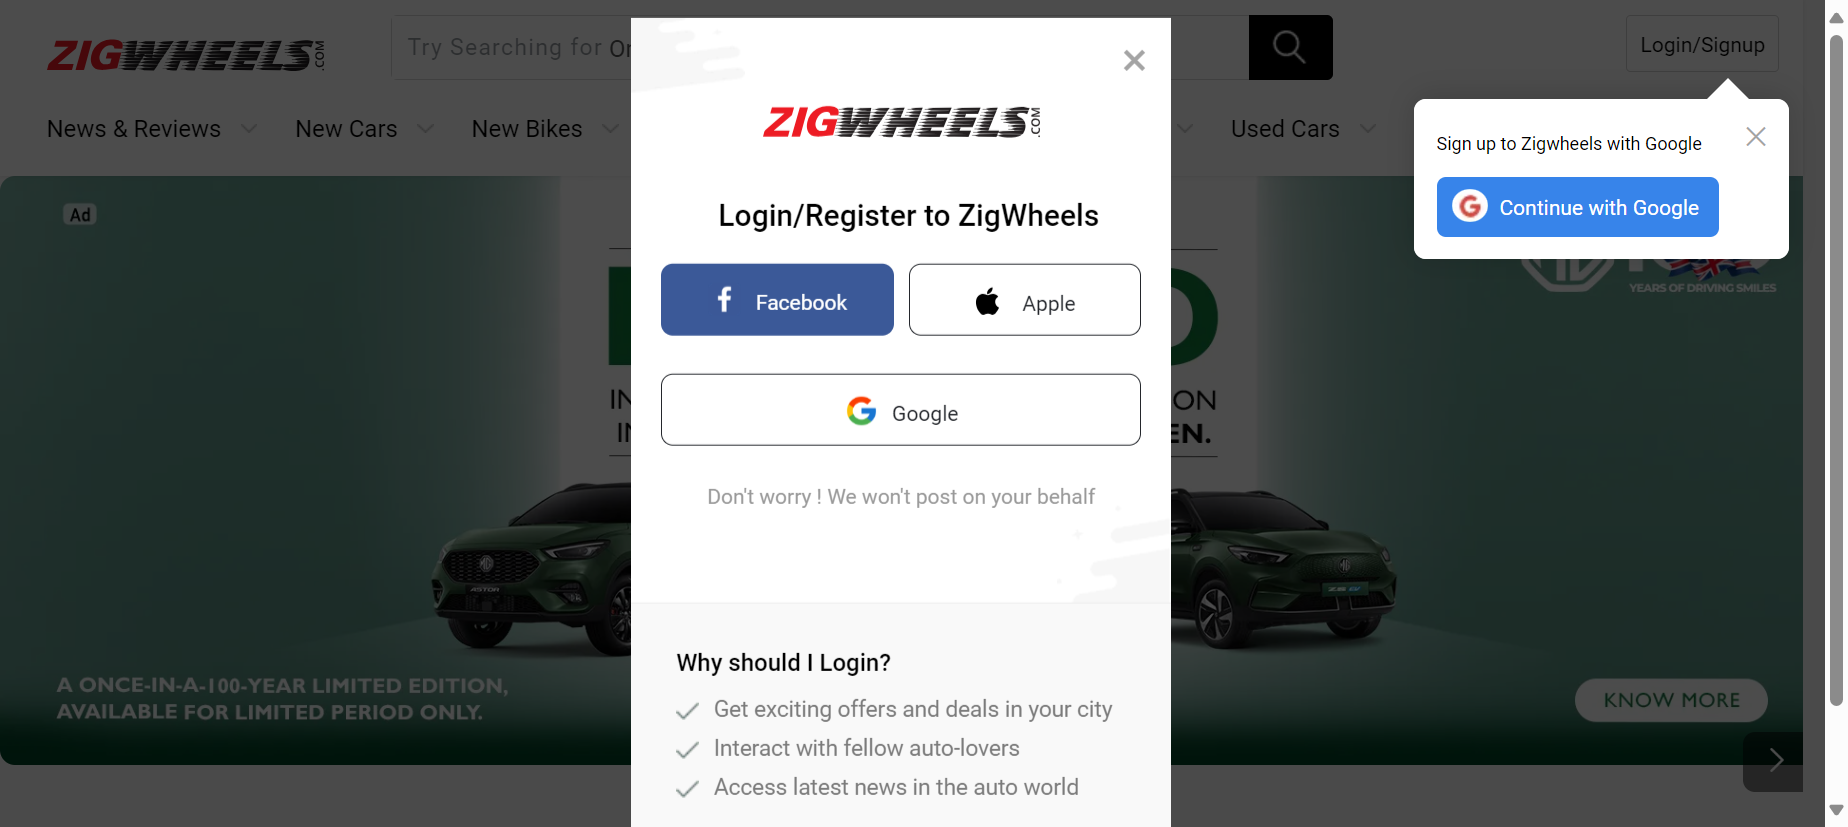 ZIGWHEELS.COM
Try Searching for
Login/Signup
News & Reviews
New Cars
New Bikes
Used Cars
Sign up to Zigwheels with Google
Continue with Google
Ad
YEARS OF DRIVING SMILES
ON
EN.
ASTOR
ZS EV
A ONCE-IN-A-100-YEAR LIMITED EDITION,
AVAILABLE FOR LIMITED PERIOD ONLY.
KNOW MORE
ZIGWHEELS.COM
Login/Register to ZigWheels
Facebook
Apple
Google
Don't worry ! We won't post on your behalf
Why should I Login?
Get exciting offers and deals in your city
Interact with fellow auto-lovers
Access latest news in the auto world